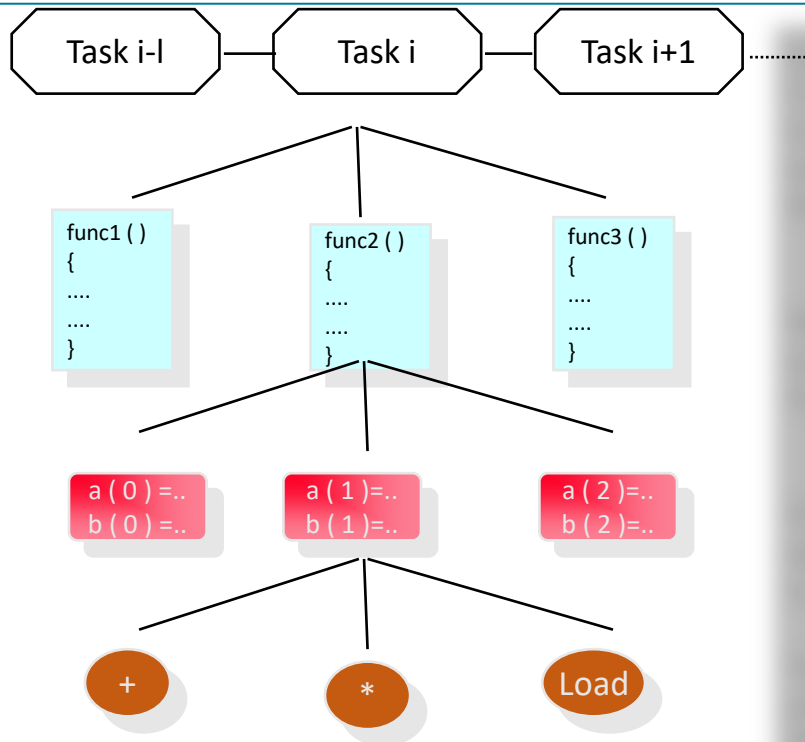 Task i-l
Task i
Task i+1
func1 ( )
{
....
....
}
func2 ( )
{
....
....
}
func3 ( )
{
....
....
}
a ( 0 ) =..
b ( 0 ) =..
a ( 1 )=..
b ( 1 )=..
a ( 2 )=..
b ( 2 )=..
+
*
Load